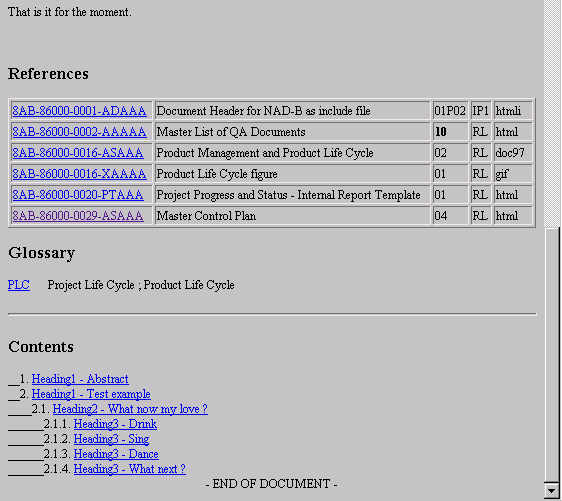 That is it for the moment.
References
8AB-86000-0001-ADAAA Document Header for NAD-B as include file 01P02 IP1 htmli
8AB-86000-0002-AAAAA Master List of QA Documents 10 RL html
8AB-86000-0016-ASAAA Product Management and Product Life Cycle 02 RL doc97
8AB-86000-0016-XAAAA Product Life Cycle figure 01 RL gif
8AB-86000-0020-PTAAA Project Progress and Status - Internal Report Template 01 RL html
8AB-86000-0029-ASAAA Master Control Plan 04 RL html
Glossary
PLC Project Life Cycle ; Product Life Cycle
Contents
__1. Heading1 - Abstract
__2. Heading1 - Test example
____2.1. Heading2 - What now my love ?
______2.1.1. Heading3 - Drink
______2.1.2. Heading3 - Sing
______2.1.3. Heading3 - Dance
______2.1.4. Heading3 - What next ?
- END OF DOCUMENT -